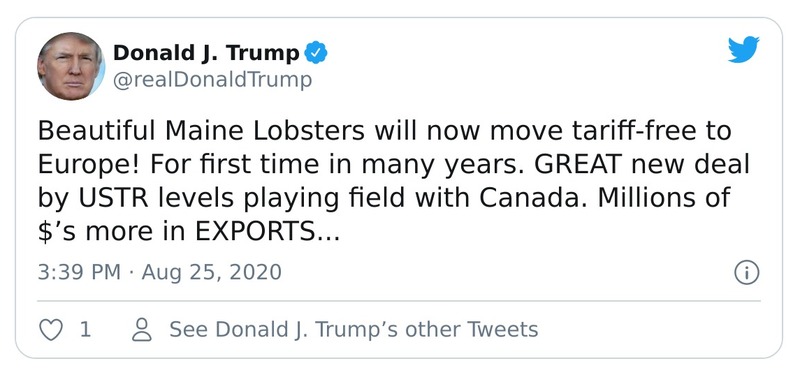 Donald J. Trump
@realDonaldTrump
Beautiful Maine Lobsters will now move tariff-free to
Europe! For first time in many years. GREAT new deal
by USTR levels playing field with Canada. Millions of
$’s more in EXPORTS...
3:39 PM · Aug 25, 2020
1 See Donald J. Trump’s other Tweets